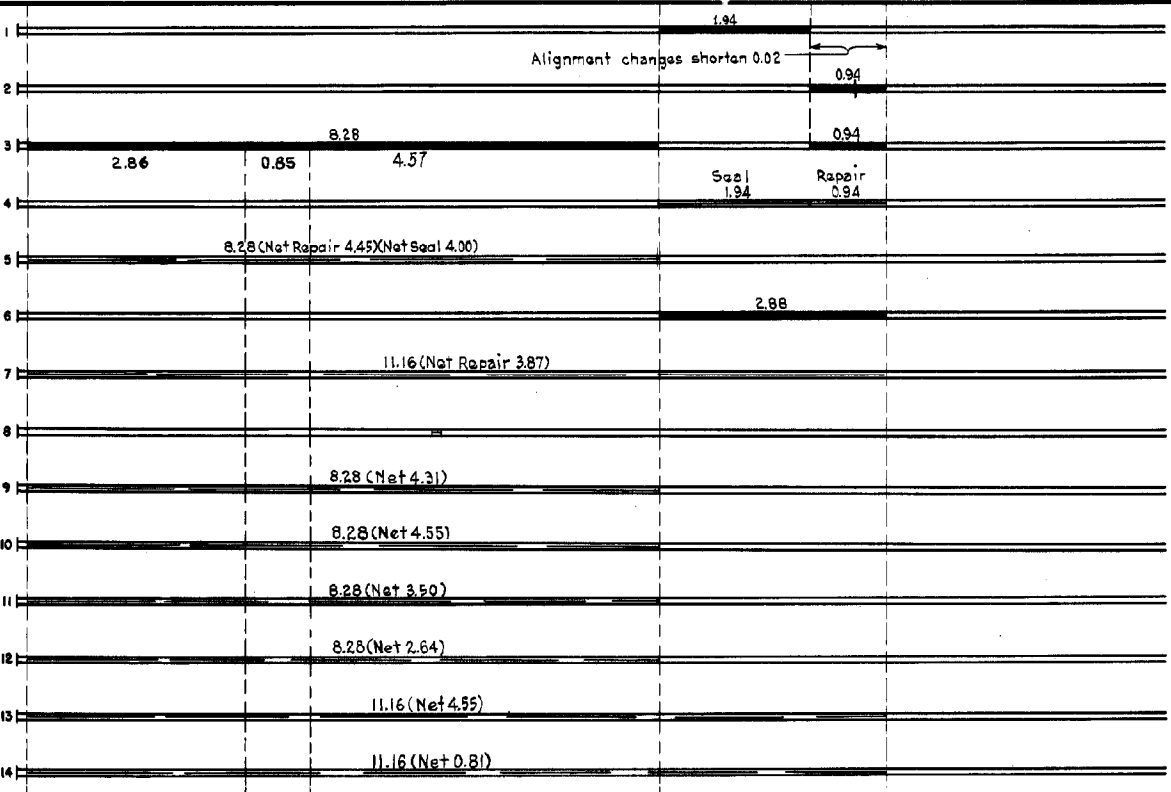 1.94
1
Alignment changes shorten 0.02
0.94
2
8.28 0.94
3
2.86 0.85 4.57
Seal Repair
1.94 0.94
4
8.28 (Net Repair 4.45)(Net Seal 4.00)
5
2.88
6
11.16 (Net Repair 3.87)
7
8
8.28 (Net 4.31)
9
8.28 (Net 4.55)
10
8.28 (Net 3.50)
11
8.28 (Net 2.64)
12
11.16 (Net 4.55)
13
11.16 (Net 0.81)
14